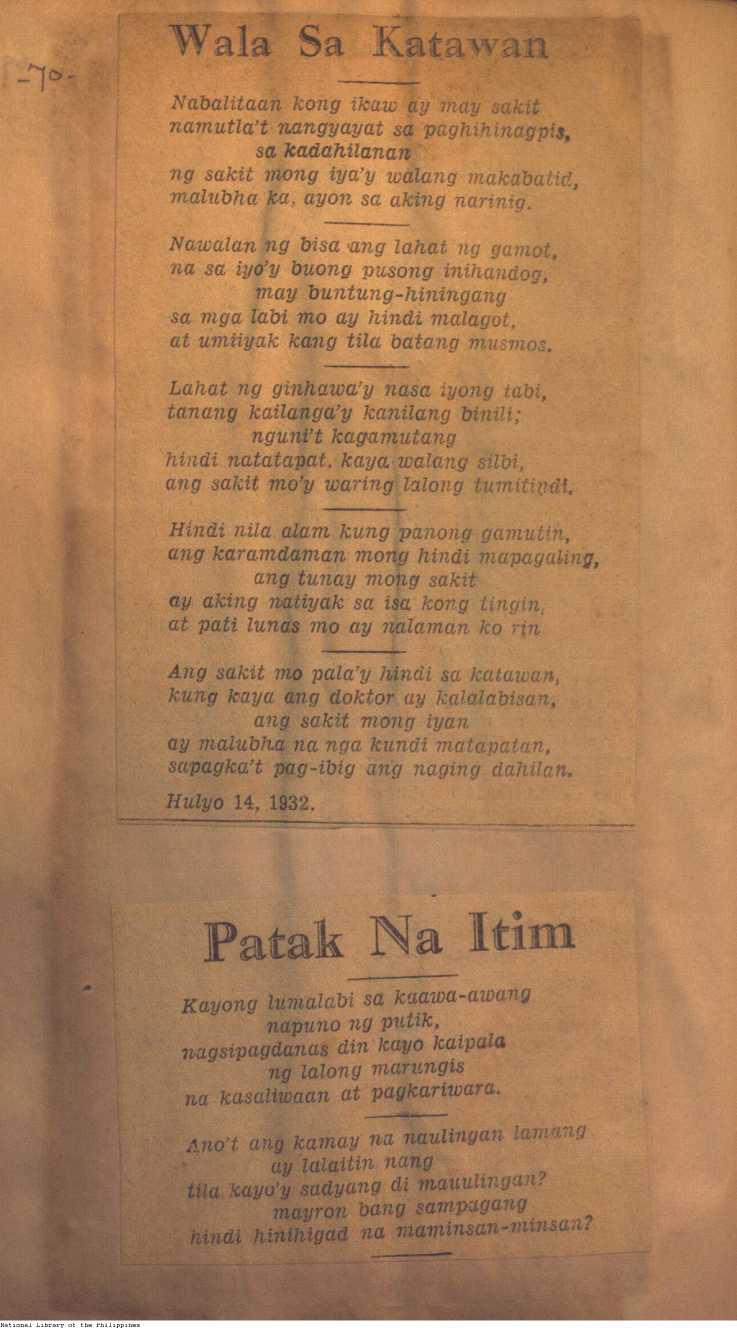 -70-
Wala Sa Katawan
Nabalitaan kong ikaw ay may sakit
namutla't nangyayat sa paghihinagpis,
sa kadahilanan
ng sakit mong iya'y walang makabatid,
malubha ka, ayon sa aking narinig.
Nawalan ng bisa ang lahat ng gamot,
na sa iyo'y buong pusong inihandog,
may buntung-hiningang
sa mga labi mo ay hindi malagot,
at umiiyak kang tila batang musmos.
Lahat ng ginhawa'y nasa iyong tabi,
tanang kailanga'y kanilang binili;
nguni't kagamutang
hindi natatapat. kaya walang silbi,
ang sakit mo'y waring lalong tumitindi.
Hindi nila alam kung panong gamutin,
ang karamdaman mong hindi mapagaling,
ang tunay mong sakit
ay aking natiyak sa isa kong tingin,
at pati lunas mo ay nalaman ko rin
Ang sakit mo pala'y hindi sa katawan,
kung kaya ang doktor ay kalalabisan,
ang sakit mong iyan
ay malubha na nga kundi matapatan,
sapagka't pag-ibig ang naging dahilan.
Hulyo 14, 1932.
Patak Na Itim
Kayong lumalabi sa kaawa-awang
napuno ng putik,
nagsipagdanas din kayo kaipala
ng lalong marungis
na kasaliwaan at pagkariwara.
Ano't ang kamay na naulingan lamang
ay lalaitin nang
tila kayo'y sadyang di mauulingan?
mayron bang sampagang
hindi hinihigad na maminsan-minsan?
National Library of the Philippines